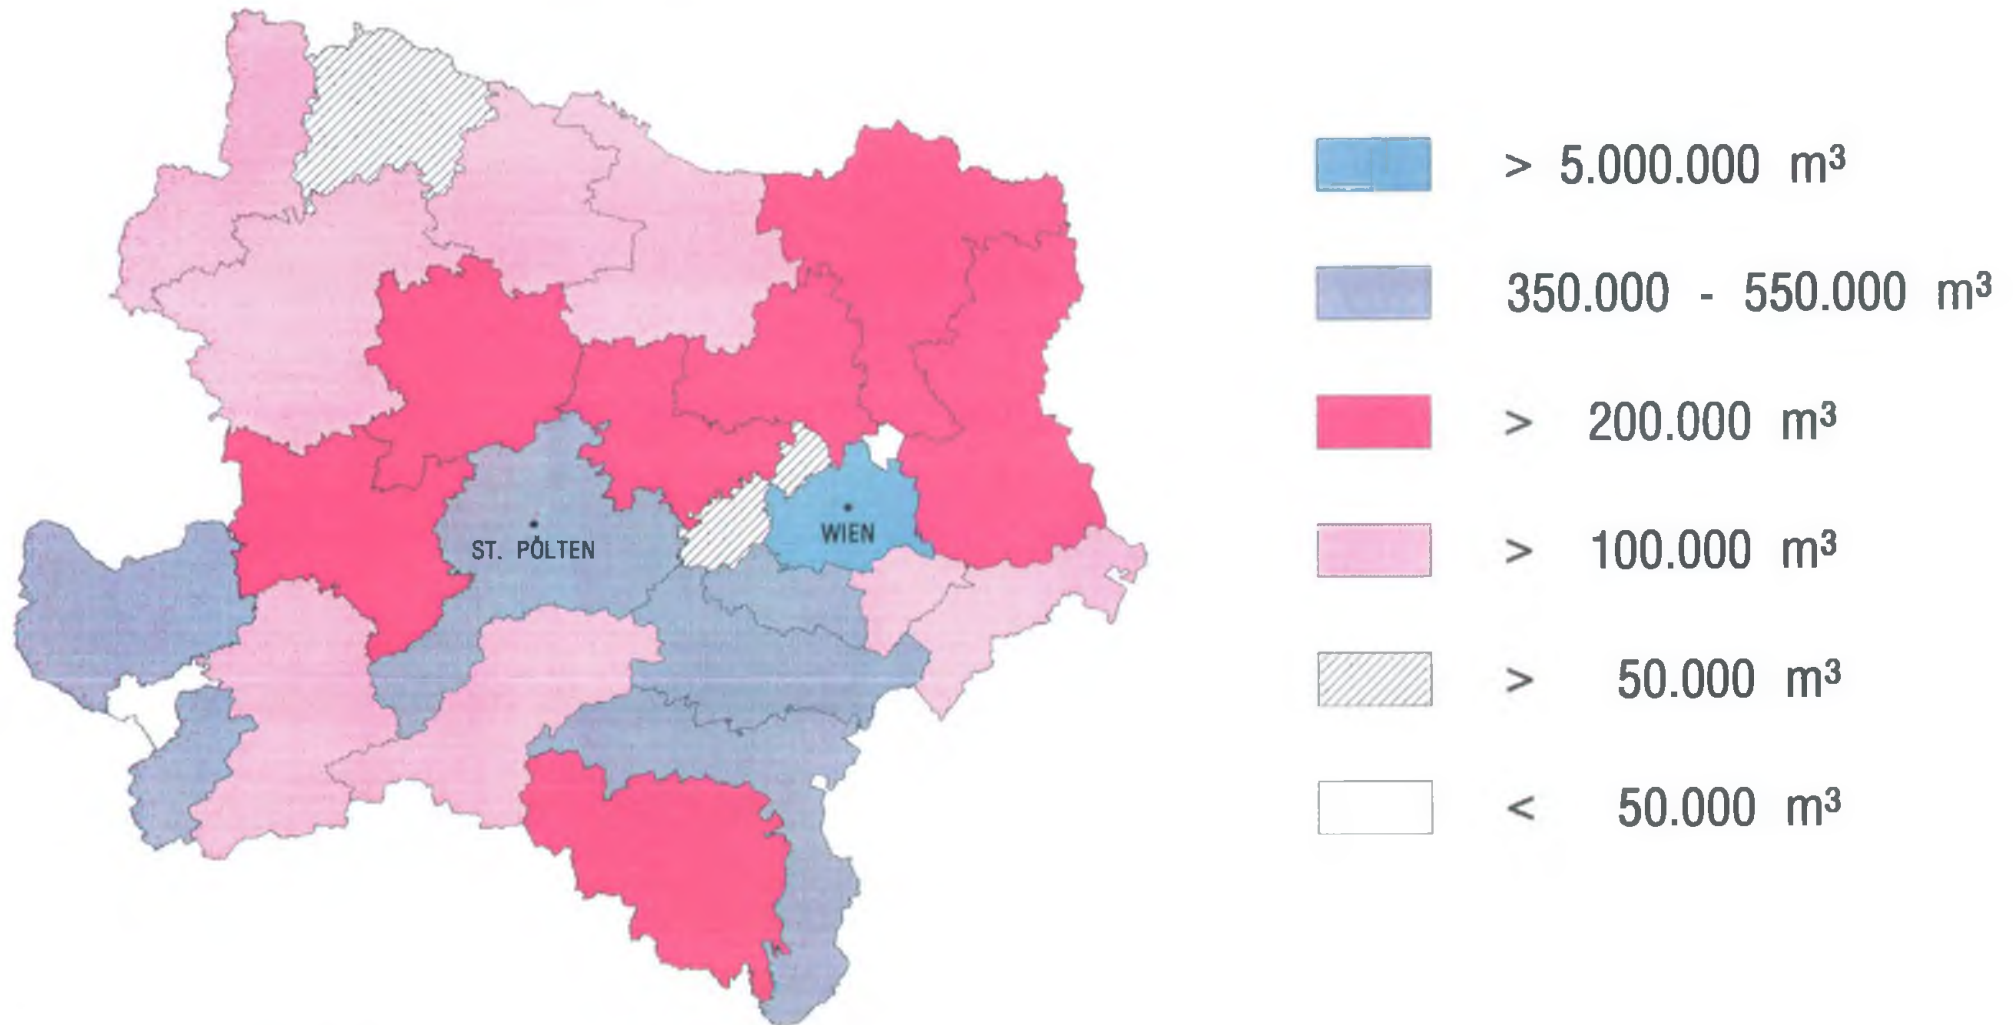 ST. PÖLTEN
WIEN
> 5.000.000 m³
350.000 - 550.000 m³
> 200.000 m³
> 100.000 m³
> 50.000 m³
< 50.000 m³